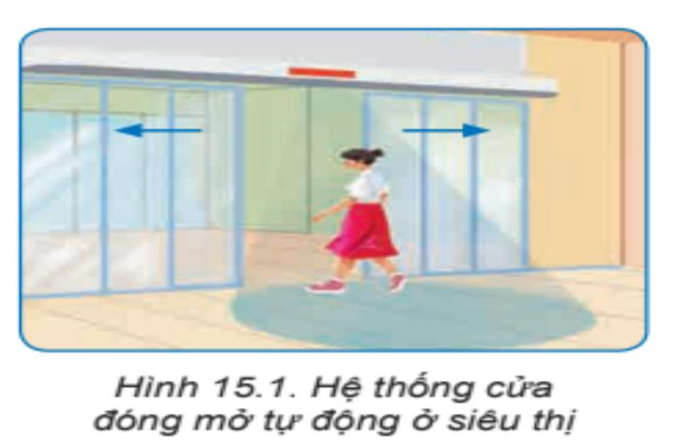 Hình 15.1. Hệ thống cửa
đóng mở tự động ở siêu thị